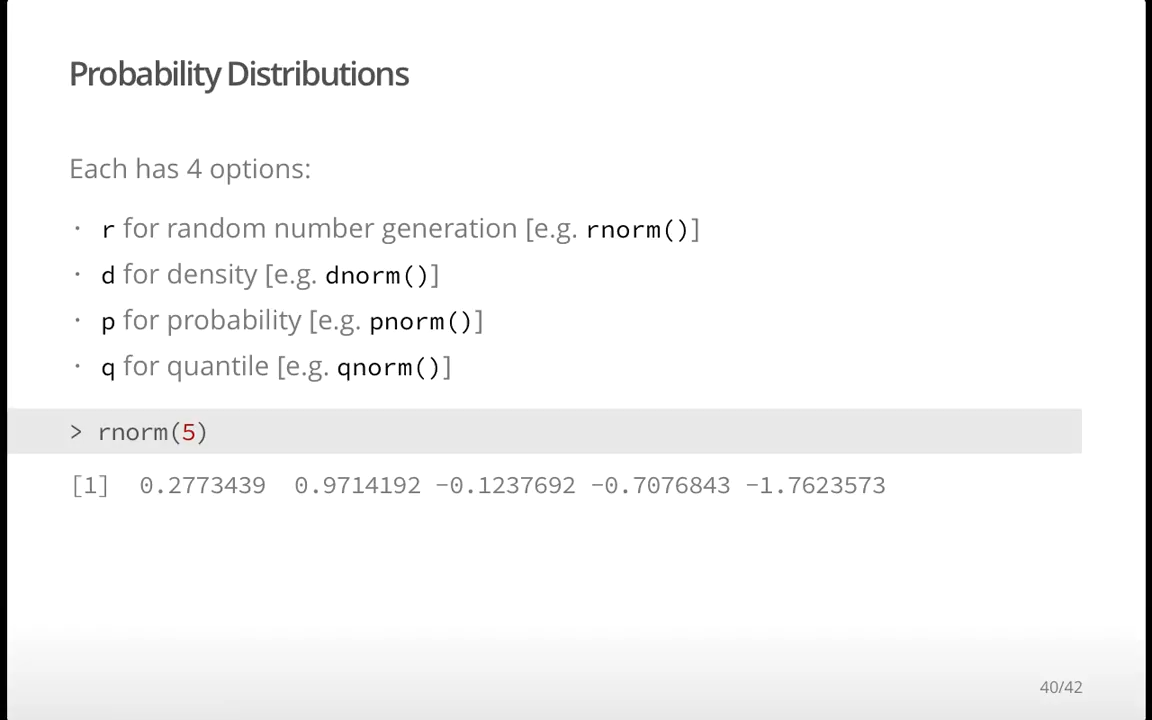 Probability Distributions
Each has 4 options:
· r for random number generation [e.g. rnorm()]
· d for density [e.g. dnorm()]
· p for probability [e.g. pnorm()]
· q for quantile [e.g. qnorm()]
> rnorm(5)
[1]  0.2773439  0.9714192 −0.1237692 −0.7076843 −1.7623573
40/42